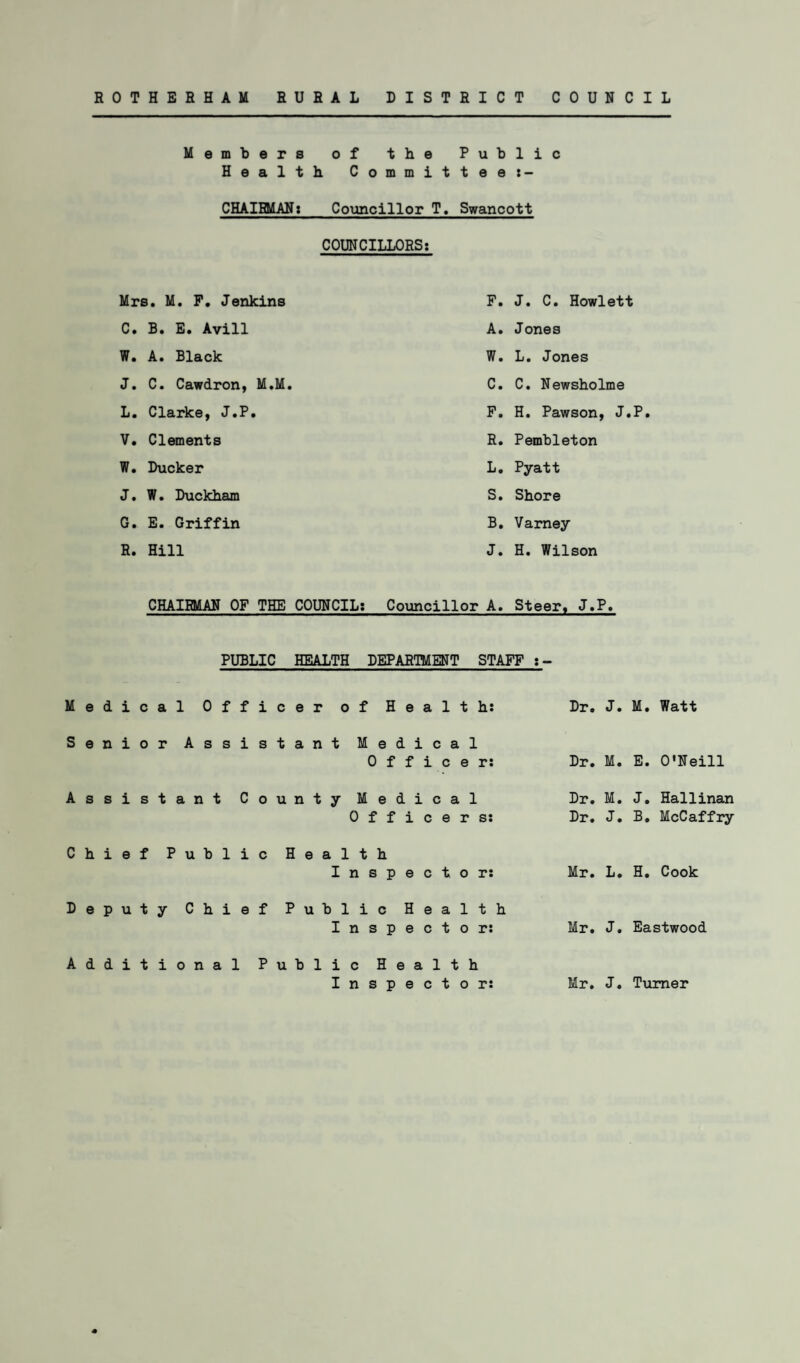 ROTHERHAM RURAL DISTRICT COUNCIL
Members of the Public
Health Committee:-
CHAIRMAN: Councillor T. Swancott
COUNCILLORS:
Mrs. M. F. Jenkins
C. B. E. Avill
W. A. Black
J. C. Cawdron, M.M.
L. Clarke, J.P.
V. Clements
W. Ducker
J. W. Duckham
G. E. Griffin
R. Hill
F. J. C. Howlett
A. Jones
W. L. Jones
C. C. Newsholme
F. H. Pawson, J.P.
R. Pembleton
L. Pyatt
S. Shore
B. Varney
J. H. Wilson
CHAIRMAN OF THE COUNCIL: Councillor A. Steer, J.P.
PUBLIC HEALTH DEPARTMENT STAFF :-
Medical Officer of Health: Dr. J. M. Watt
Senior Assistant Medical
Officer: Dr. M. E. O'Neill
Assistant County Medical Dr. M. J. Hallinan
Officers: Dr. J. B. McCaffry
Chief Public Health
Inspector: Mr. L. H. Cook
Deputy Chief Public Health
Inspector: Mr. J. Eastwood
Additional Public Health
Inspector: Mr. J. Turner